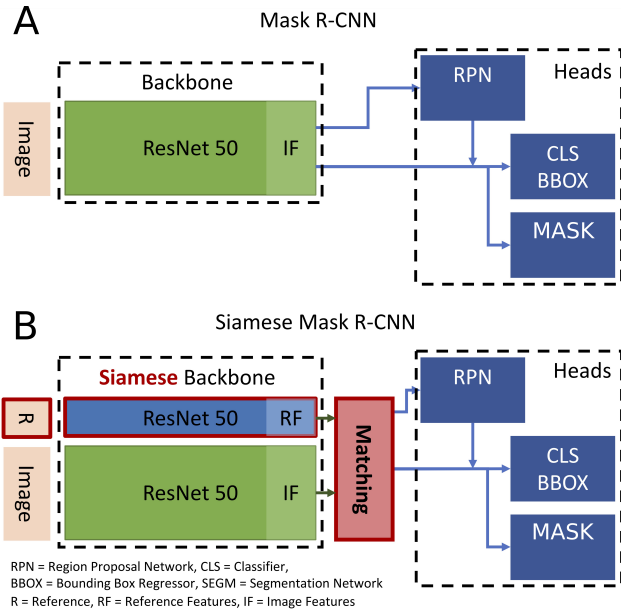 A
Mask R-CNN
Backbone
Heads
RPN
Image
ResNet 50
IF
CLS
BBOX
MASK
B
Siamese Mask R-CNN
Siamese Backbone
Heads
RPN
R
ResNet 50
RF
Matching
Image
ResNet 50
IF
CLS
BBOX
MASK
RPN = Region Proposal Network, CLS = Classifier,
BBOX = Bounding Box Regressor, SEGM = Segmentation Network
R = Reference, RF = Reference Features, IF = Image Features